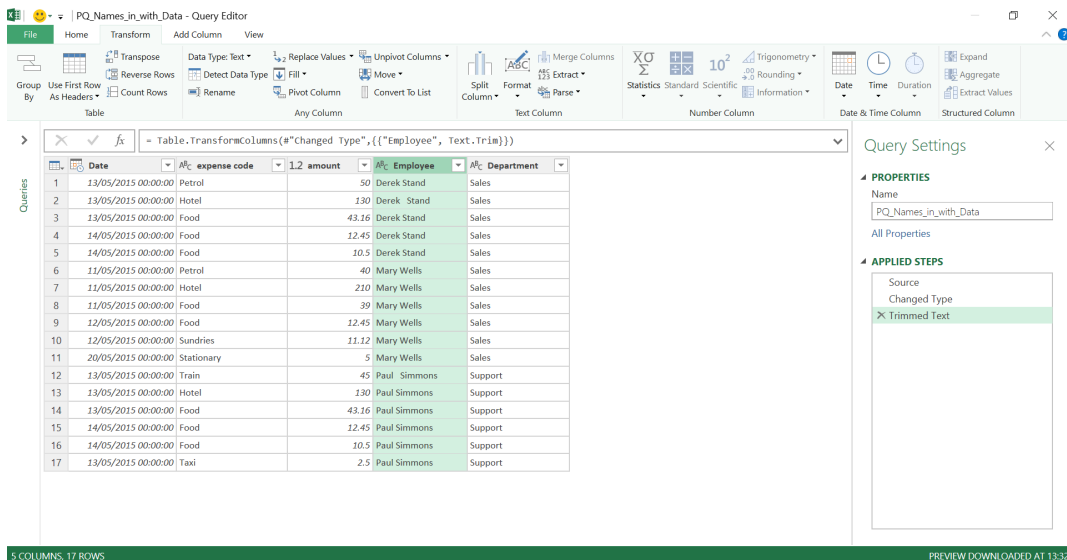 PQ_Names_in_with_Data - Query Editor
File Home Transform Add Column View
Group By
Use First Row As Headers
Transpose
Reverse Rows
Count Rows
Table
Data Type: Text
Detect Data Type
Rename
Replace Values
Fill
Pivot Column
Unpivot Columns
Move
Convert To List
Any Column
Split Column
ABC
Format
Merge Columns
ABC 123 Extract
Parse
Text Column
XΟ Σ
Statistics
Standard
10²
Scientific
Trigonometry
.00 Rounding
Information
Number Column
Date
Time
Duration
Date & Time Column
Expand
Aggregate
Extract Values
Structured Column
Queries
fx = Table.TransformColumns(#"Changed Type",{{"Employee", Text.Trim}})
Date ABC expense code 1.2 amount ABC Employee ABC Department
1 13/05/2015 00:00:00 Petrol 50 Derek Stand Sales
2 13/05/2015 00:00:00 Hotel 130 Derek   Stand Sales
3 13/05/2015 00:00:00 Food 43.16 Derek Stand Sales
4 14/05/2015 00:00:00 Food 12.45 Derek Stand Sales
5 14/05/2015 00:00:00 Food 10.5 Derek Stand Sales
6 11/05/2015 00:00:00 Petrol 40 Mary Wells Sales
7 11/05/2015 00:00:00 Hotel 210 Mary Wells Sales
8 11/05/2015 00:00:00 Food 39 Mary Wells Sales
9 12/05/2015 00:00:00 Food 12.45 Mary Wells Sales
10 12/05/2015 00:00:00 Sundries 11.12 Mary Wells Sales
11 20/05/2015 00:00:00 Stationary 5 Mary Wells Sales
12 13/05/2015 00:00:00 Train 45 Paul   Simmons Support
13 13/05/2015 00:00:00 Hotel 130 Paul Simmons Support
14 13/05/2015 00:00:00 Food 43.16 Paul Simmons Support
15 14/05/2015 00:00:00 Food 12.45 Paul Simmons Support
16 14/05/2015 00:00:00 Food 10.5 Paul Simmons Support
17 13/05/2015 00:00:00 Taxi 2.5 Paul Simmons Support
Query Settings
PROPERTIES
Name
PQ_Names_in_with_Data
All Properties
APPLIED STEPS
Source
Changed Type
Trimmed Text
5 COLUMNS, 17 ROWS
PREVIEW DOWNLOADED AT 13:32